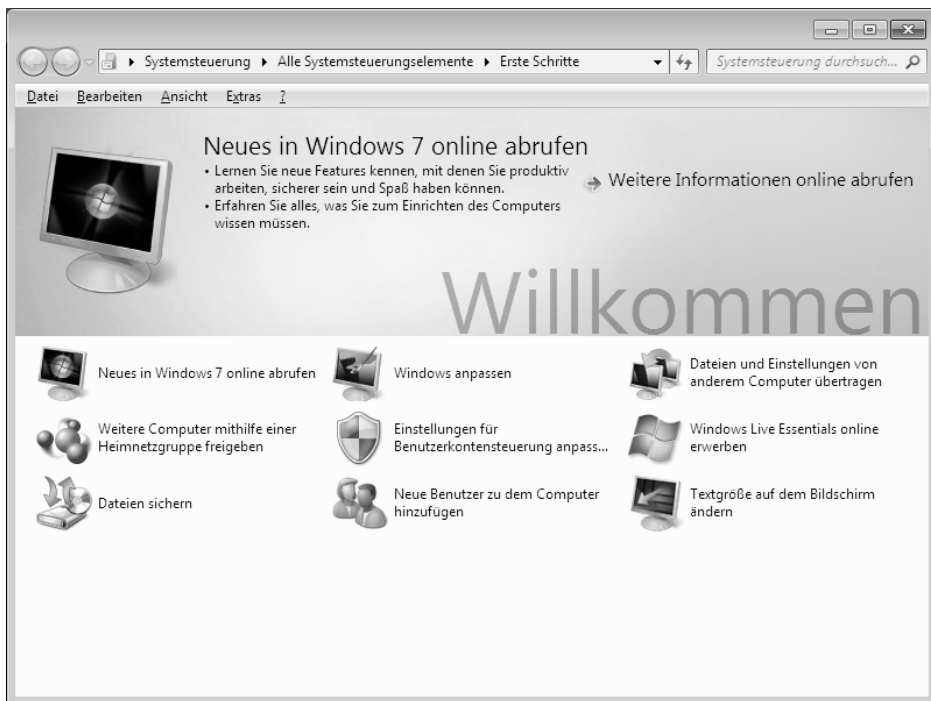 Systemsteuerung Alle Systemsteuerungselemente Erste Schritte Systemsteuerung durchsuch...
Datei Bearbeiten Ansicht Extras ?
Neues in Windows 7 online abrufen
• Lernen Sie neue Features kennen, mit denen Sie produktiv
arbeiten, sicherer sein und Spaß haben können.
• Erfahren Sie alles, was Sie zum Einrichten des Computers
wissen müssen.
Weitere Informationen online abrufen
Willkommen
Neues in Windows 7 online abrufen
Windows anpassen
Dateien und Einstellungen von
anderem Computer übertragen
Weitere Computer mithilfe einer
Heimnetzgruppe freigeben
Einstellungen für
Benutzerkontensteuerung anpass...
Windows Live Essentials online
erwerben
Dateien sichern
Neue Benutzer zu dem Computer
hinzufügen
Textgröße auf dem Bildschirm
ändern